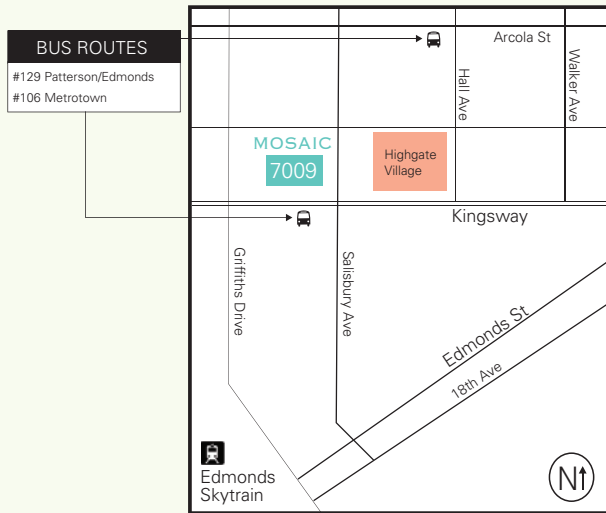 BUS ROUTES
#129 Patterson/Edmonds
#106 Metrotown
Arcola St
Hall Ave
Walker Ave
MOSAIC
7009
Highgate
Village
Kingsway
Griffiths Drive
Salisbury Ave
Edmonds St
18th Ave
Edmonds
Skytrain
N